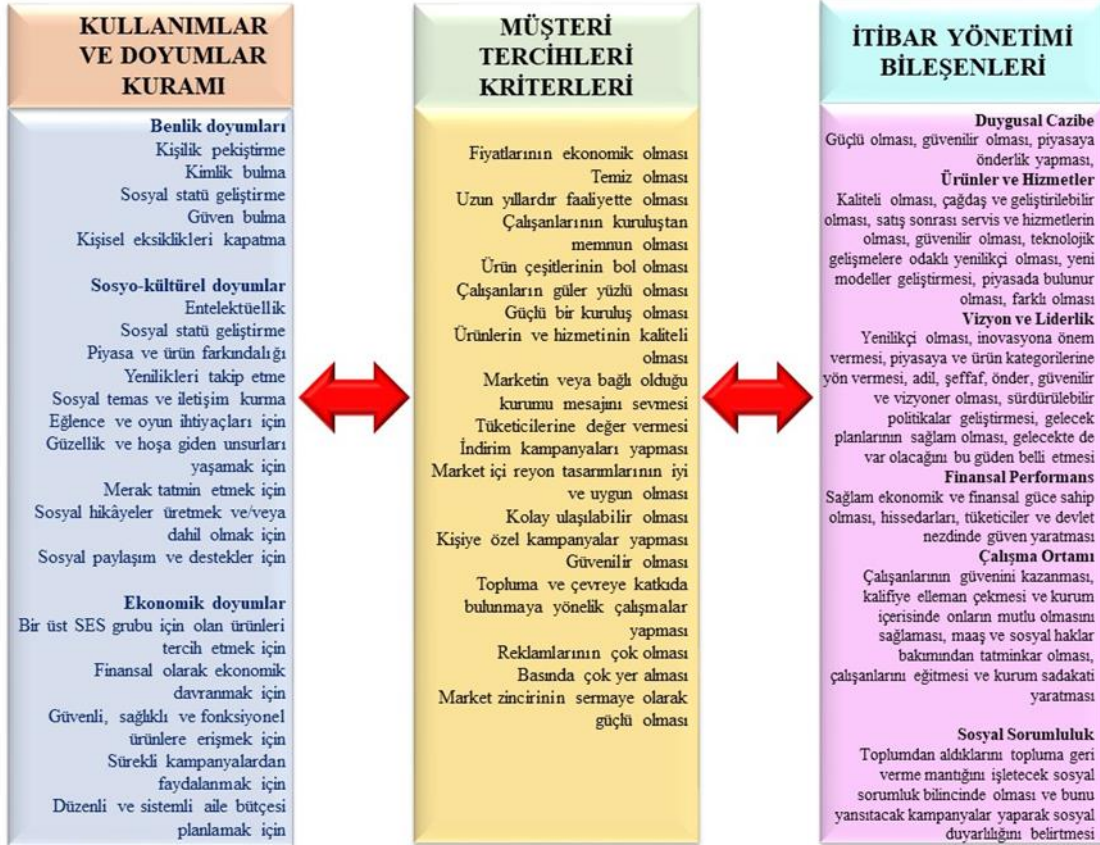 KULLANIMLAR
VE DOYUMLAR
KURAMI
Benlik doyumları
Kişilik pekiştirme
Kimlik bulma
Sosyal statü geliştirme
Güven bulma
Kişisel eksiklikleri kapatma
Sosyo-kültürel doyumlar
Entelektüellik
Sosyal statü geliştirme
Piyasa ve ürün farkındalığı
Yenilikleri takip etme
Sosyal temas ve iletişim kurma
Eğlence ve oyun ihtiyaçları için
Güzellik ve hoşa giden unsurları
yaşamak için
Merak tatmin etmek için
Sosyal hikâyeler üretmek ve/veya
dahil olmak için
Sosyal paylaşım ve destekler için
Ekonomik doyumlar
Bir üst SES grubu için olan ürünleri
tercih etmek için
Finansal olarak ekonomik
davranmak için
Güvenli, sağlıklı ve fonksiyonel
ürünlere erişmek için
Sürekli kampanyalardan
faydalanmak için
Düzenli ve sistemli aile bütçesi
planlamak için
MÜŞTERİ
TERCİHLERİ
KRİTERLERİ
Fiyatlarının ekonomik olması
Temiz olması
Uzun yıllardır faaliyette olması
Çalışanlarının kuruluştan
memnun olması
Ürün çeşitlerinin bol olması
Çalışanların güler yüzlü olması
Güçlü bir kuruluş olması
Ürünlerin ve hizmetinin kaliteli
olması
Marketin veya bağlı olduğu
kurumu mesajını sevmesi
Tüketicilerine değer vermesi
İndirim kampanyaları yapması
Market içi reyon tasarımlarının iyi
ve uygun olması
Kolay ulaşılabilir olması
Kişiye özel kampanyalar yapması
Güvenilir olması
Topluma ve çevreye katkıda
bulunmaya yönelik çalışmalar
yapması
Reklamlarının çok olması
Basında çok yer alması
Market zincirinin sermaye olarak
güçlü olması
İTİBAR YÖNETİMİ
BİLEŞENLERİ
Duygusal Cazibe
Güçlü olması, güvenilir olması, piyasaya
önderlik yapması,
Ürünler ve Hizmetler
Kaliteli olması, çağdaş ve geliştirilebilir
olması, satış sonrası servis ve hizmetlerin
olması, güvenilir olması, teknolojik
gelişmelere odaklı yenilikçi olması, yeni
modeller geliştirmesi, piyasada bulunur
olması, farklı olması
Vizyon ve Liderlik
Yenilikçi olması, inovasyona önem
vermesi, piyasaya ve ürün kategorilerine
yön vermesi, adil, şeffaf, önder, güvenilir
ve vizyoner olması, sürdürülebilir
politikalar geliştirmesi, gelecek
planlarının sağlam olması, gelecekte de
var olacağını bu güden belli etmesi
Finansal Performans
Sağlam ekonomik ve finansal güce sahip
olması, hissedarları, tüketiciler ve devlet
nezdinde güven yaratması
Çalışma Ortamı
Çalışanlarının güvenini kazanması,
kalifiye elleman çekmesi ve kurum
içerisinde onların mutlu olmasını
sağlaması, maaş ve sosyal haklar
bakımından tatminkar olması,
çalışanlarını eğitmesi ve kurum sadakati
yaratması
Sosyal Sorumluluk
Toplumdan aldıklarını topluma geri
verme mantığını işletecek sosyal
sorumluk bilincinde olması ve bunu
yansıtacak kampanyalar yaparak sosyal
duyarlılığını belirtmesi